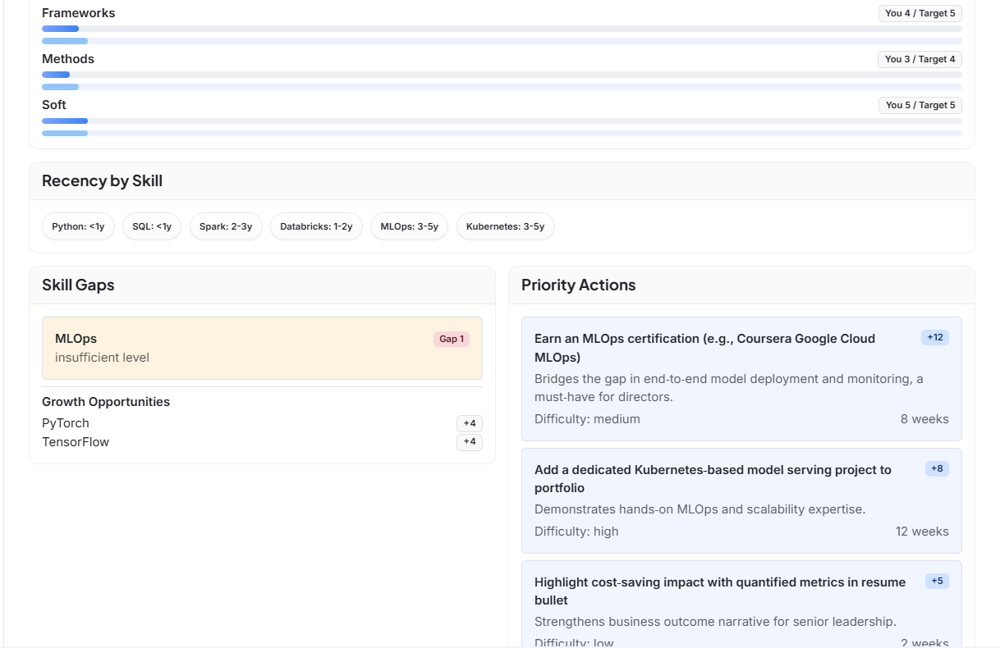 Frameworks
You 4 / Target 5
Methods
You 3 / Target 4
Soft
You 5 / Target 5
Recency by Skill
Python: <1y
SQL: <1y
Spark: 2-3y
Databricks: 1-2y
MLOps: 3-5y
Kubernetes: 3-5y
Skill Gaps
MLOps
Gap 1
insufficient level
Growth Opportunities
PyTorch
+4
TensorFlow
+4
Priority Actions
Earn an MLOps certification (e.g., Coursera Google Cloud
MLOps)
+12
Bridges the gap in end-to-end model deployment and monitoring, a
must-have for directors.
Difficulty: medium
8 weeks
Add a dedicated Kubernetes-based model serving project to
portfolio
+8
Demonstrates hands-on MLOps and scalability expertise.
Difficulty: high
12 weeks
Highlight cost-saving impact with quantified metrics in resume
bullet
+5
Strengthens business outcome narrative for senior leadership.
Difficulty: low
2 weeks